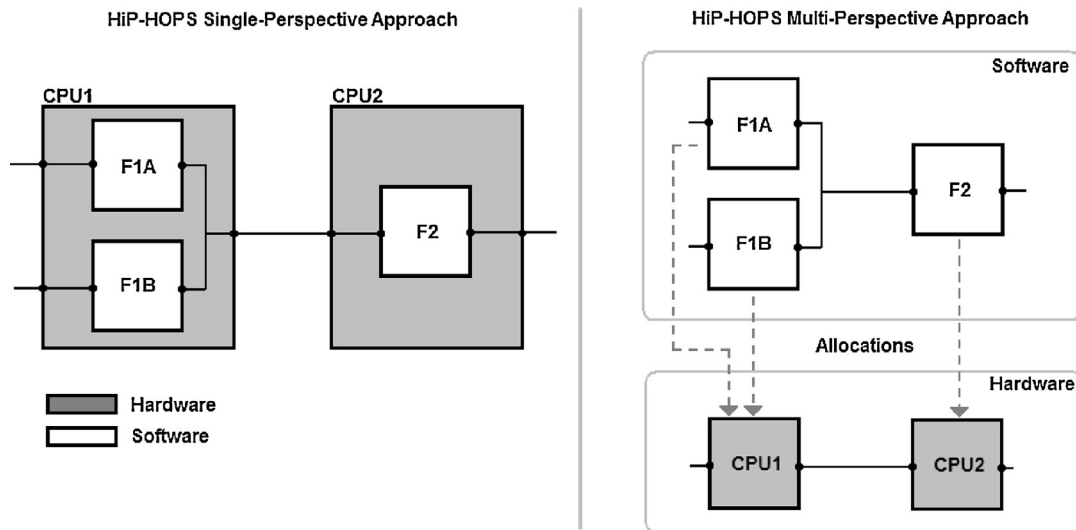 HiP-HOPS Single-Perspective Approach
CPU1
CPU2
F1A
F2
F1B
Hardware
Software
HiP-HOPS Multi-Perspective Approach
Software
F1A
F2
F1B
Allocations
Hardware
CPU1
CPU2